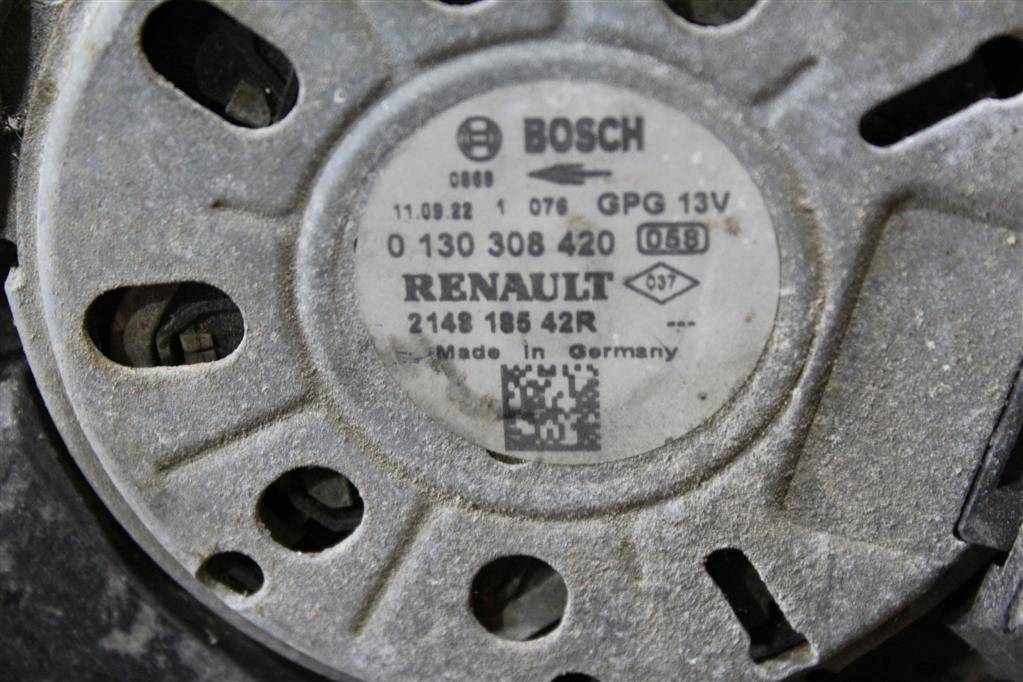 BOSCH
0868
11.09.22 1 076 GPG 13V
0 130 308 420 058
RENAULT 037
2148 185 42R ---
Made in Germany